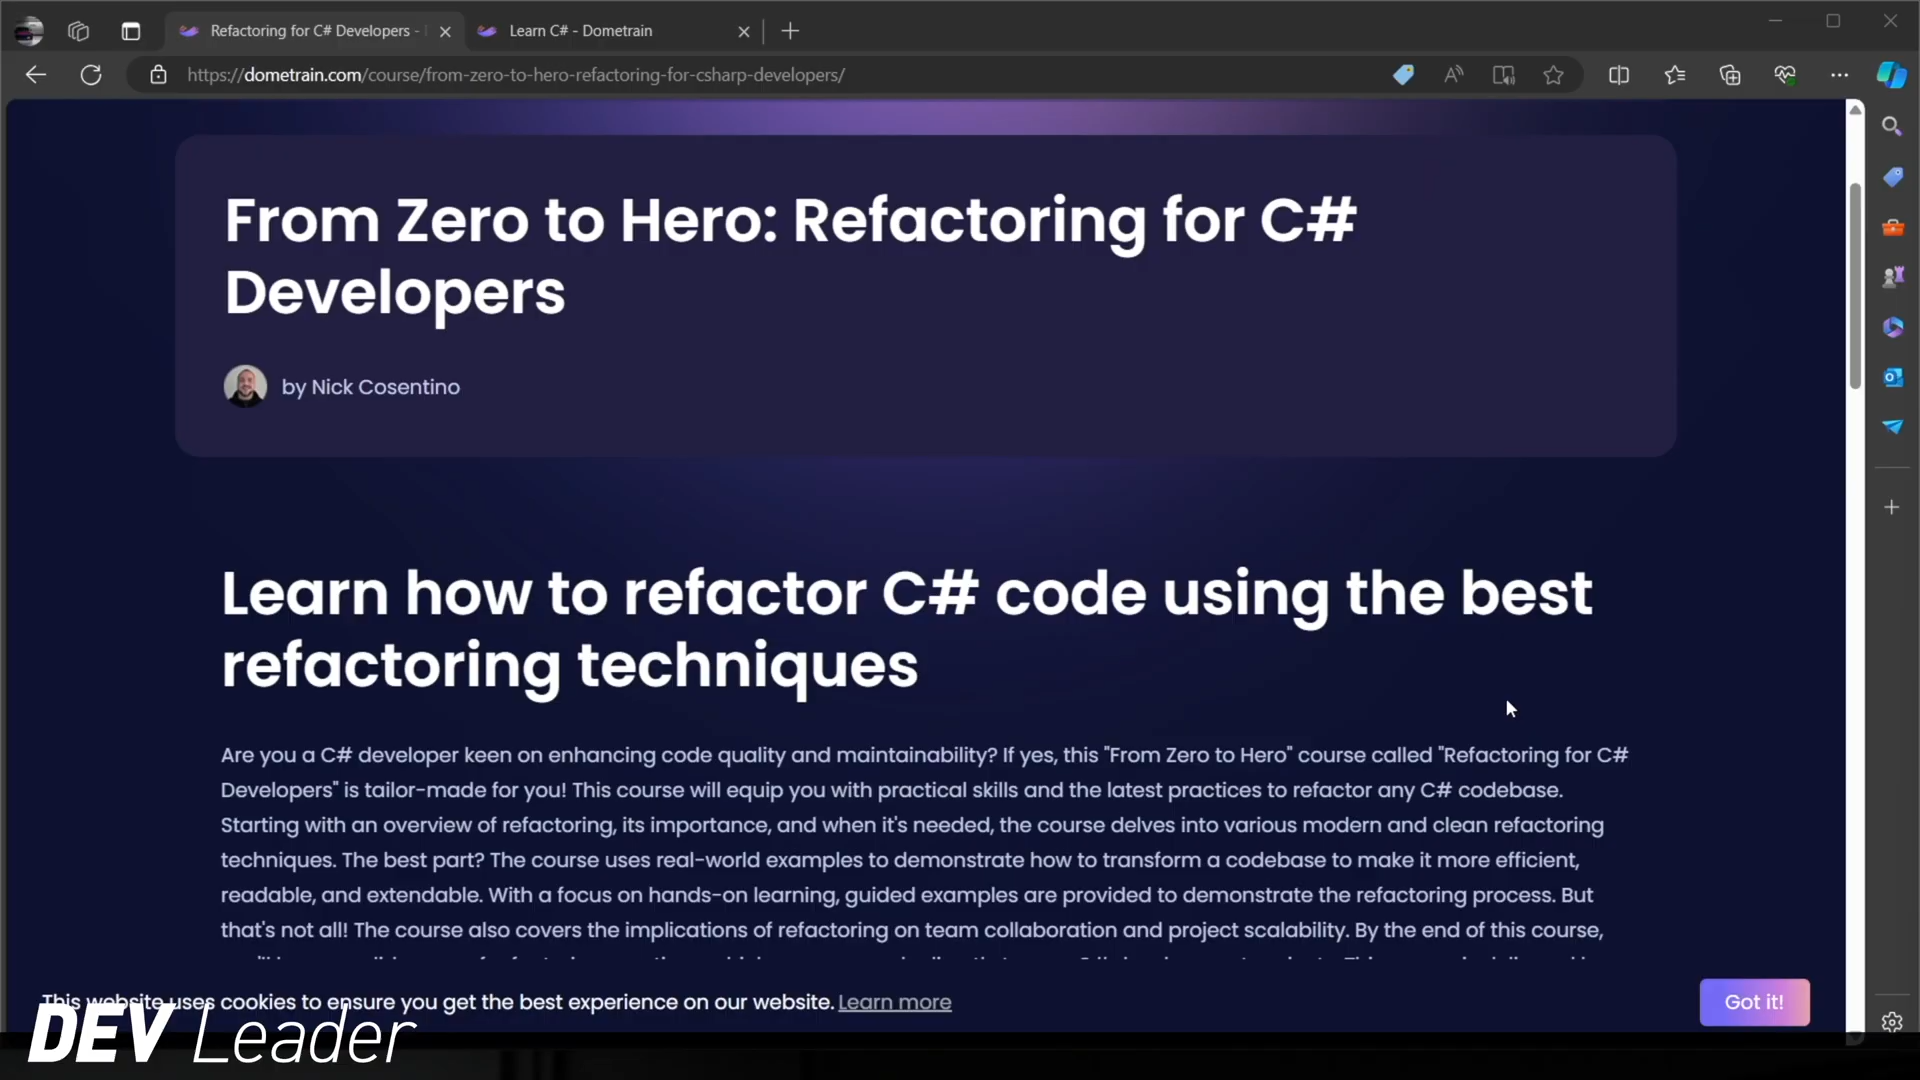 Refactoring for C# Developers -
Learn C# - Dometrain
https://dometrain.com/course/from-zero-to-hero-refactoring-for-csharp-developers/
From Zero to Hero: Refactoring for C#
Developers
by Nick Cosentino
Learn how to refactor C# code using the best
refactoring techniques
Are you a C# developer keen on enhancing code quality and maintainability? If yes, this "From Zero to Hero" course called "Refactoring for C#
Developers" is tailor-made for you! This course will equip you with practical skills and the latest practices to refactor any C# codebase.
Starting with an overview of refactoring, its importance, and when it's needed, the course delves into various modern and clean refactoring
techniques. The best part? The course uses real-world examples to demonstrate how to transform a codebase to make it more efficient,
readable, and extendable. With a focus on hands-on learning, guided examples are provided to demonstrate the refactoring process. But
that's not all! The course also covers the implications of refactoring on team collaboration and project scalability. By the end of this course,
This website uses cookies to ensure you get the best experience on our website. Learn more
Got it!
DEV Leader